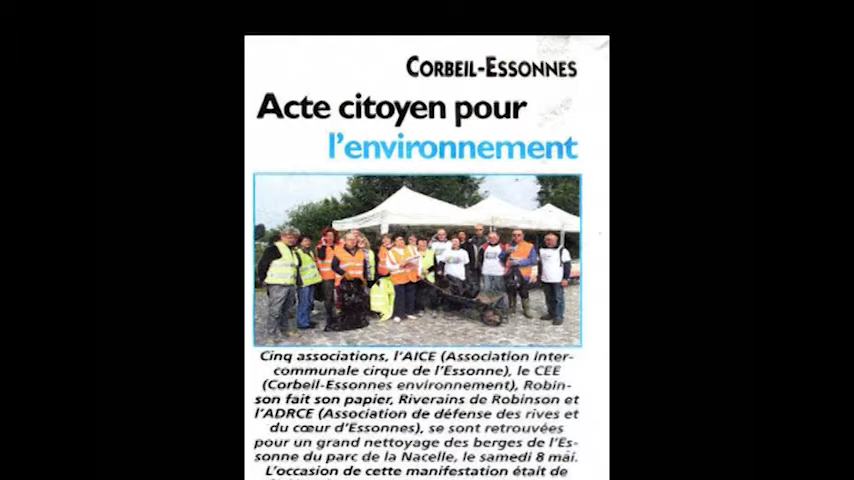 CORBEIL-ESSONNES
Acte citoyen pour
l'environnement
Cinq associations, l'AICE (Association inter-
communale cirque de l'Essonne), le CEE
(Corbeil-Essonnes environnement), Robin-
son fait son papier, Riverains de Robinson et
l'ADRCE (Association de défense des rives et
du cœur d'Essonnes), se sont retrouvées
pour un grand nettoyage des berges de l'Es-
sonne du parc de la Nacelle, le samedi 8 mai.
L'occasion de cette manifestation était de